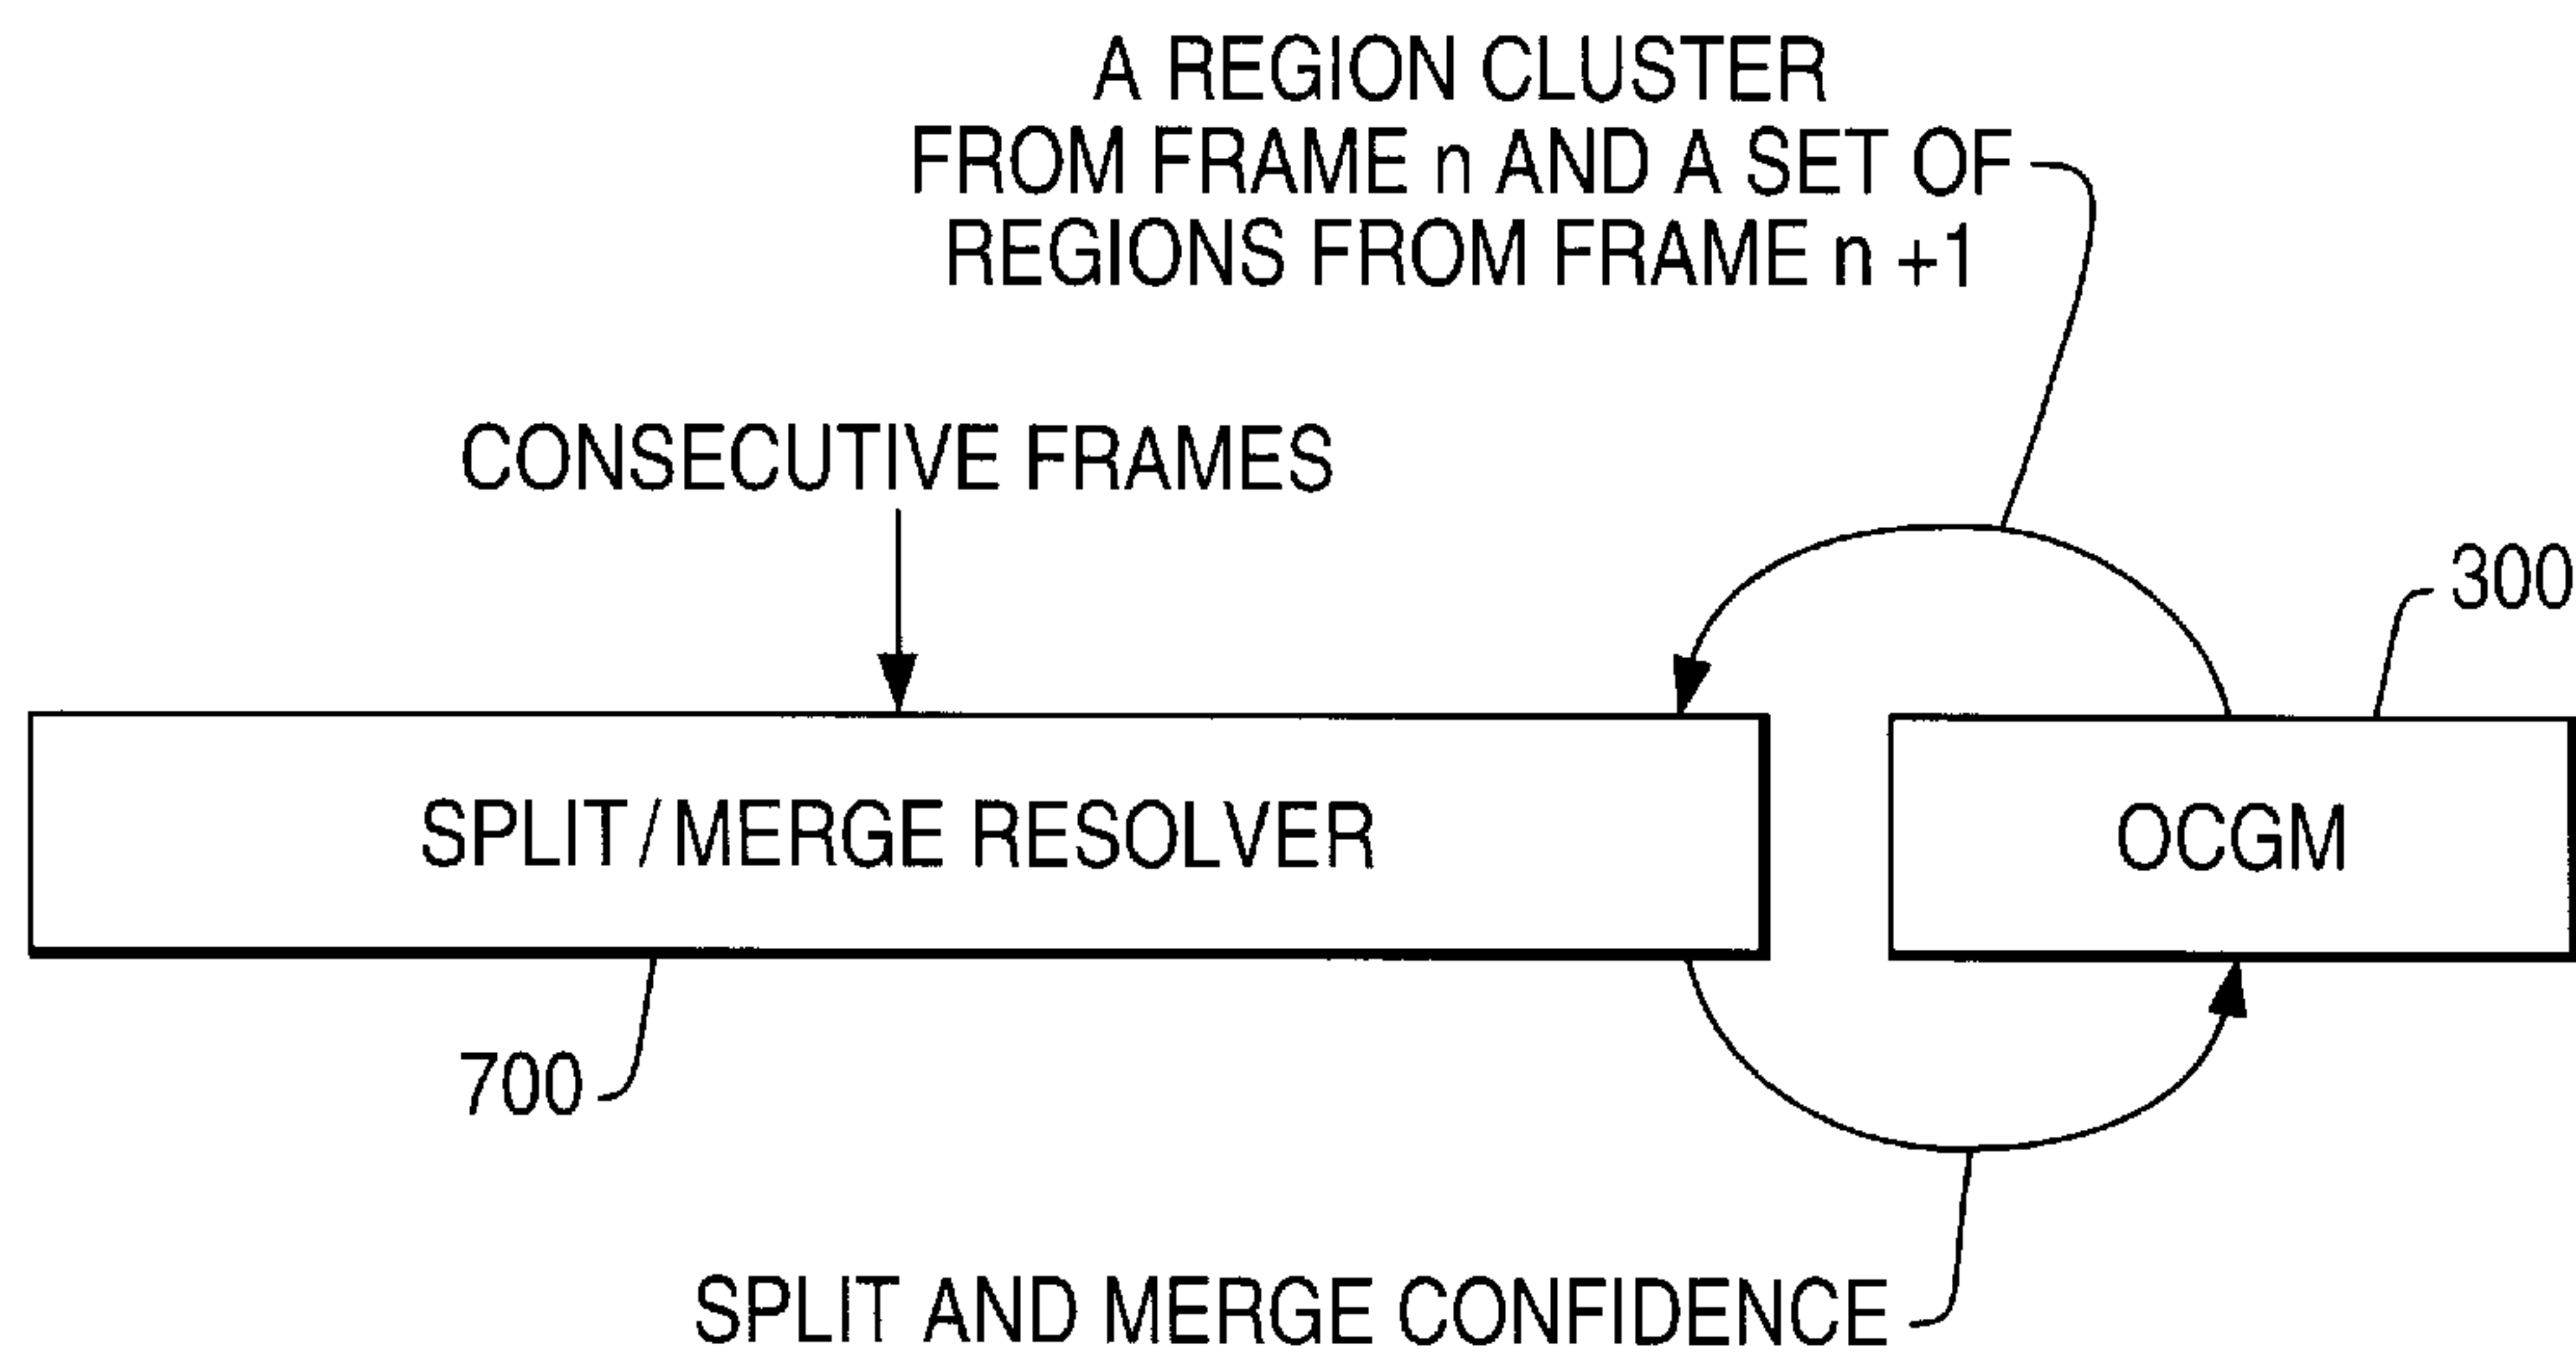 A REGION CLUSTER
FROM FRAME n AND A SET OF
REGIONS FROM FRAME n +1
CONSECUTIVE FRAMES
300
SPLIT/MERGE RESOLVER
OCGM
700
SPLIT AND MERGE CONFIDENCE